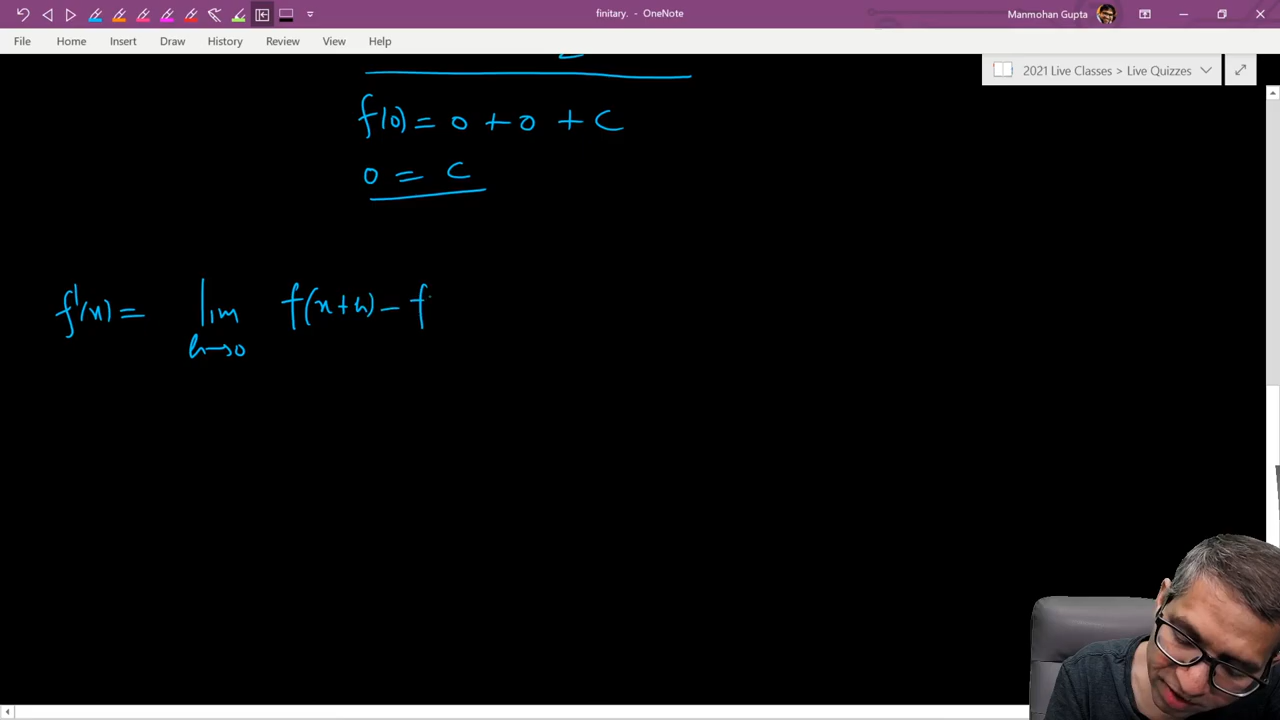 finitary. - OneNote
Manmohan Gupta
File Home Insert Draw History Review View Help
2021 Live Classes > Live Quizzes
f(0) = 0 + 0 + C
0 = C
f'(x) = lim f(x+h) - f
h→0